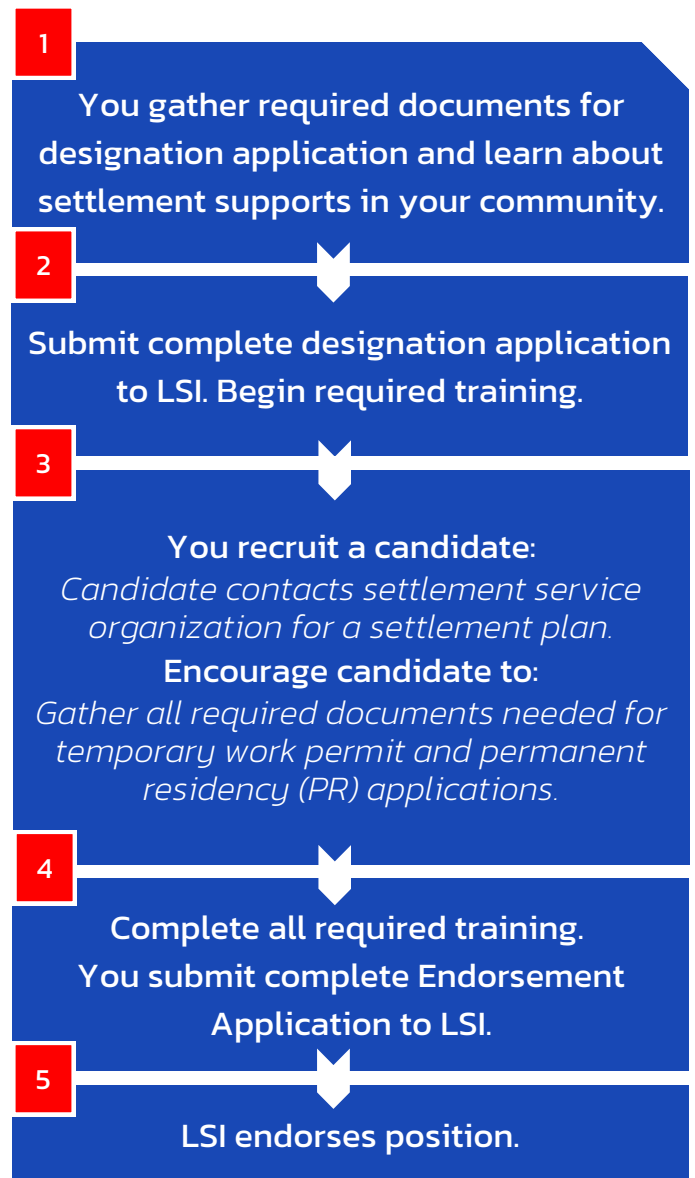 1
You gather required documents for
designation application and learn about
settlement supports in your community.
2
Submit complete designation application
to LSI. Begin required training.
3
You recruit a candidate:
Candidate contacts settlement service
organization for a settlement plan.
Encourage candidate to:
Gather all required documents needed for
temporary work permit and permanent
residency (PR) applications.
4
Complete all required training.
You submit complete Endorsement
Application to LSI.
5
LSI endorses position.